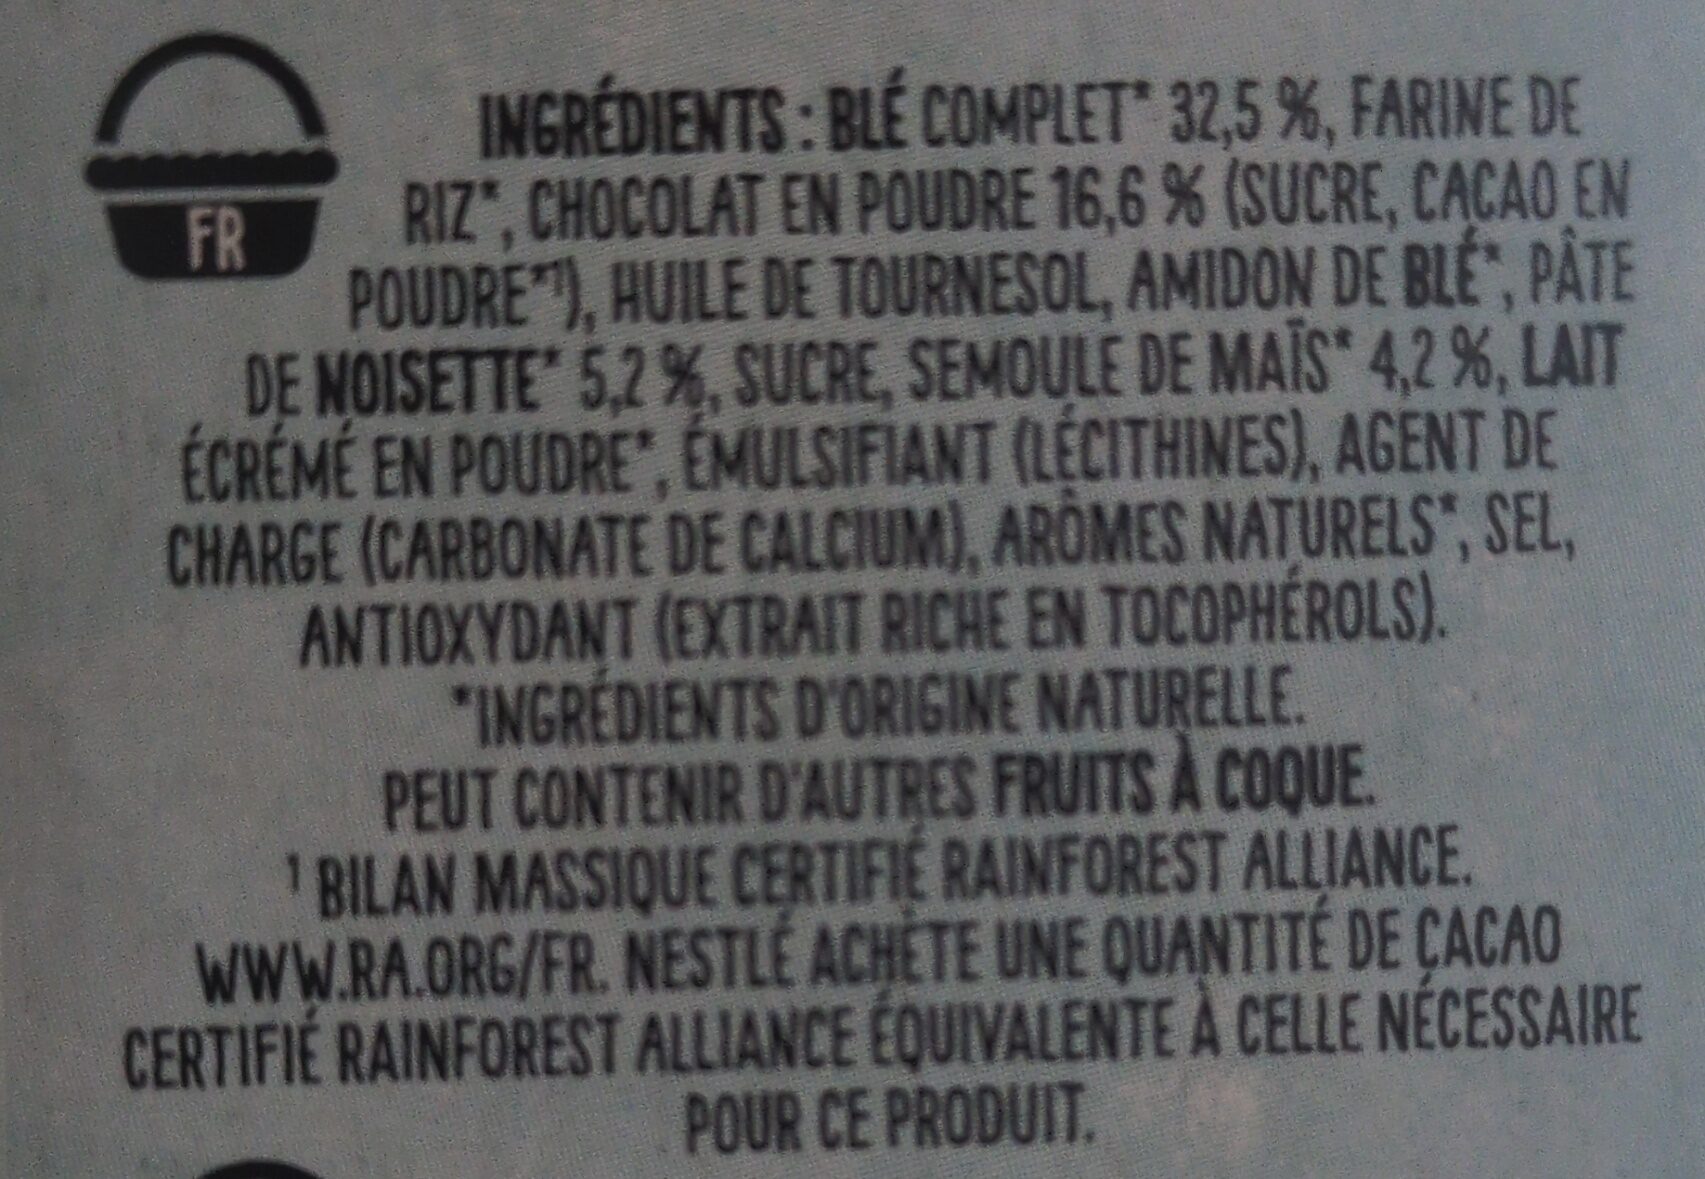 FR
INGRÉDIENTS : BLÉ COMPLET* 32,5 %, FARINE DE
RIZ*, CHOCOLAT EN POUDRE 16,6 % (SUCRE, CACAO EN
POUDRE*¹), HUILE DE TOURNESOL, AMIDON DE BLÉ*, PÂTE
DE NOISETTE* 5,2 %, SUCRE, SEMOULE DE MAÏS* 4,2 %, LAIT
ÉCRÉMÉ EN POUDRE*, ÉMULSIFIANT (LÉCITHINES), AGENT DE
CHARGE (CARBONATE DE CALCIUM), ARÔMES NATURELS*, SEL,
ANTIOXYDANT (EXTRAIT RICHE EN TOCOPHÉROLS).
*INGRÉDIENTS D'ORIGINE NATURELLE.
PEUT CONTENIR D'AUTRES FRUITS À COQUE.
¹ BILAN MASSIQUE CERTIFIÉ RAINFOREST ALLIANCE.
WWW.RA.ORG/FR. NESTLÉ ACHÈTE UNE QUANTITÉ DE CACAO
CERTIFIÉ RAINFOREST ALLIANCE ÉQUIVALENTE À CELLE NÉCESSAIRE
POUR CE PRODUIT.